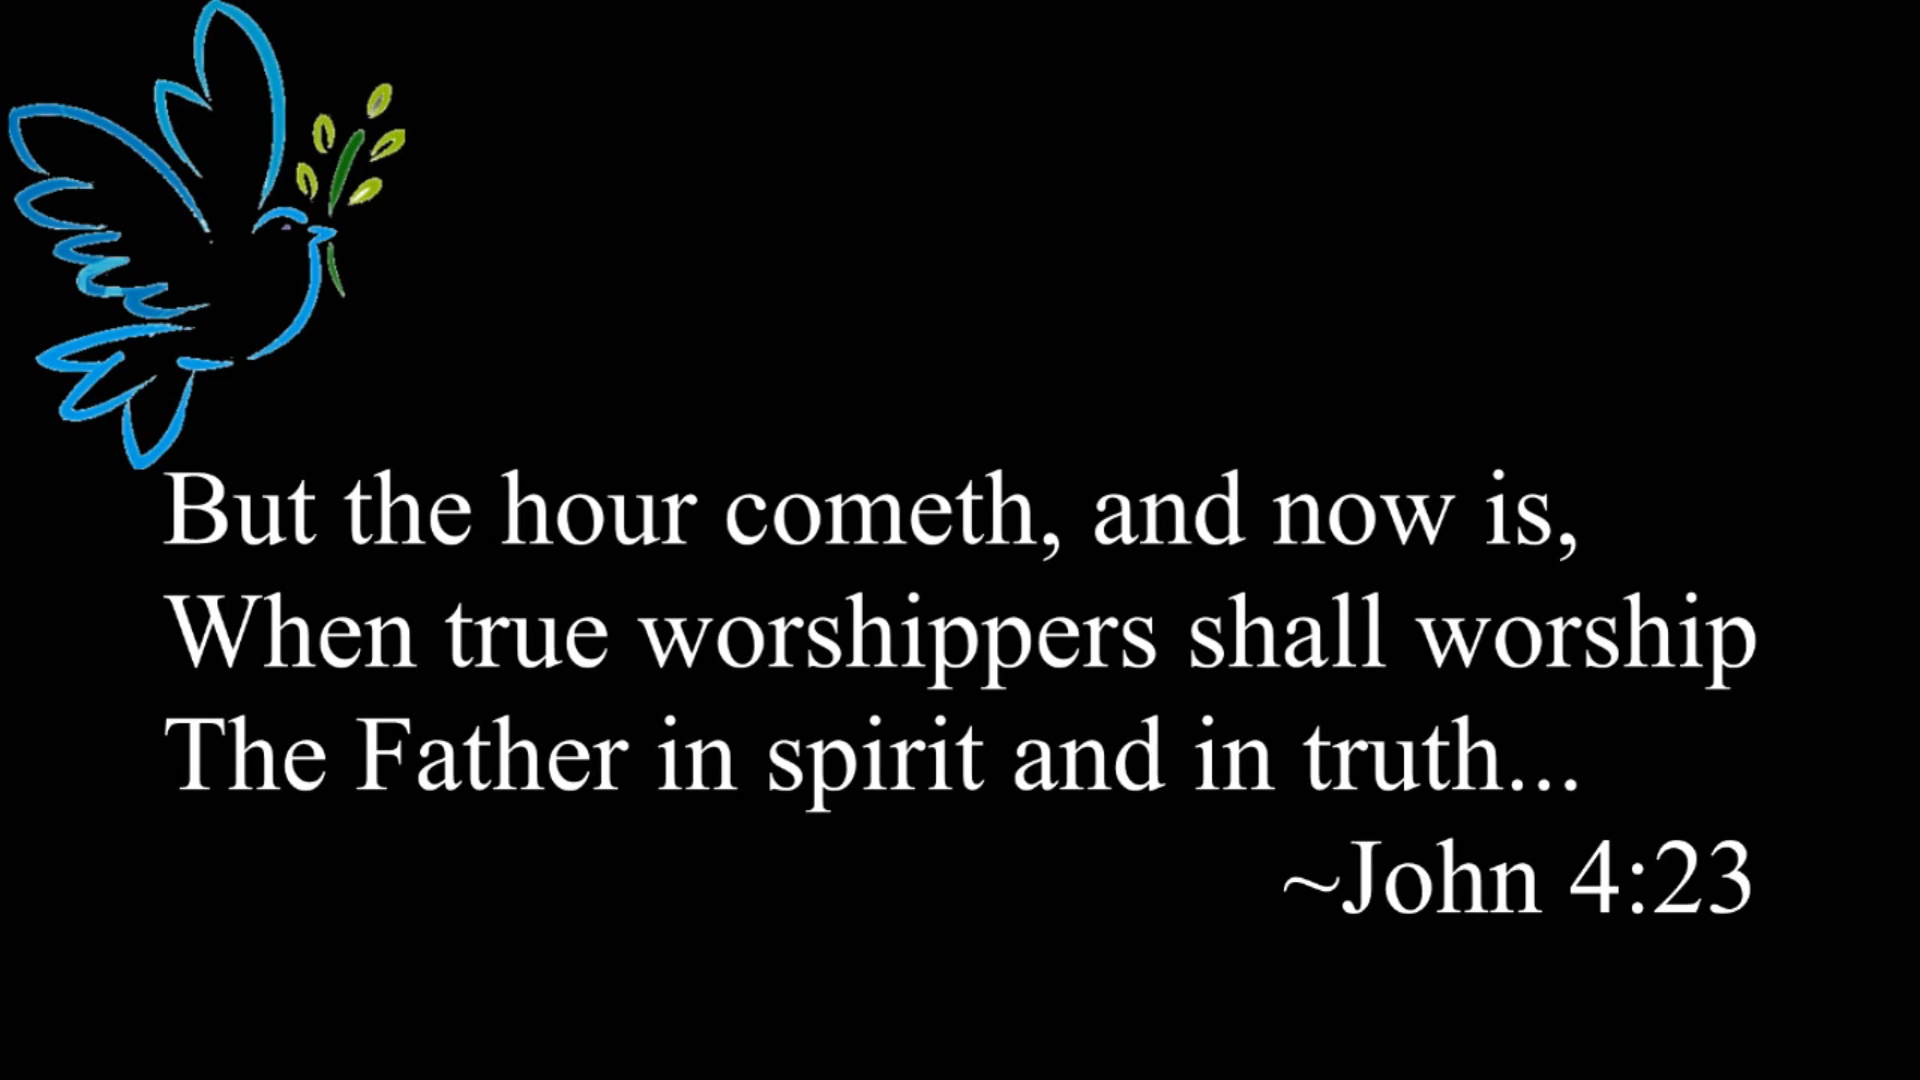 But the hour cometh, and now is,
When true worshippers shall worship
The Father in spirit and in truth...
~John 4:23